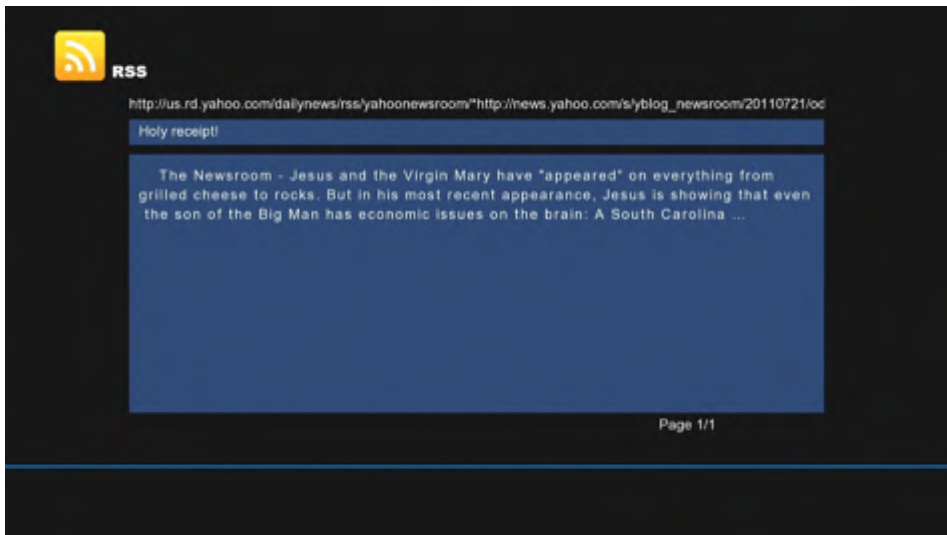 RSS
http://us.rd.yahoo.com/dailynews/rss/yahoonewsroom/*http://news.yahoo.com/s/yblog_newsroom/20110721/od
Holy receipt!
The Newsroom - Jesus and the Virgin Mary have "appeared" on everything from
grilled cheese to rocks. But in his most recent appearance, Jesus is showing that even
the son of the Big Man has economic issues on the brain: A South Carolina ...
Page 1/1